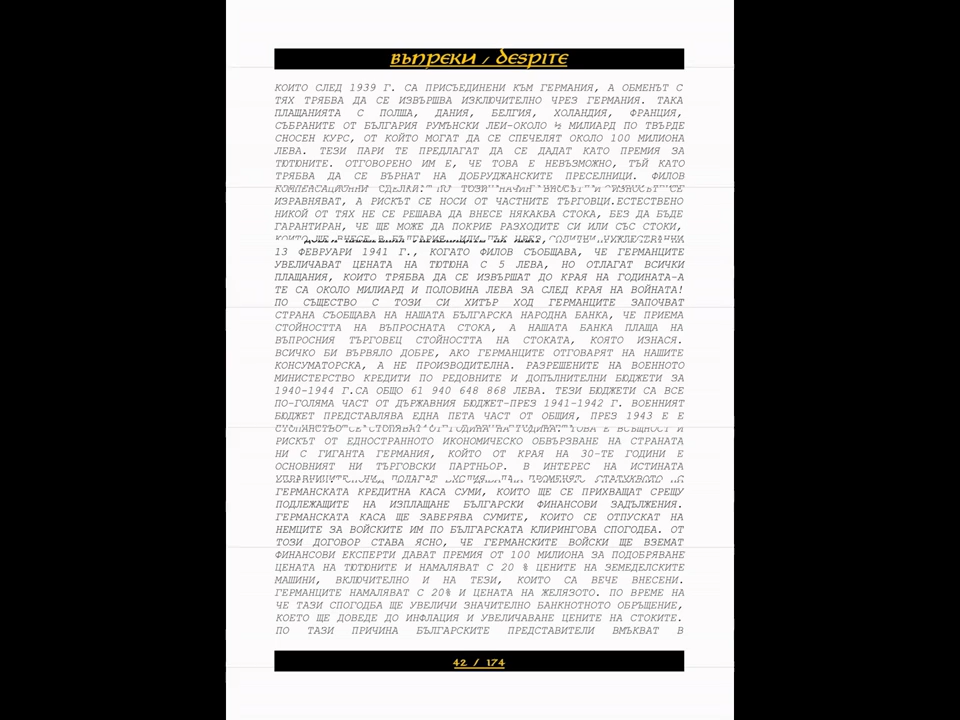 ВЪПРЕКИ / DESPITE
КОИТО СЛЕД 1939 Г. СА ПРИСЪЕДИНЕНИ КЪМ ГЕРМАНИЯ, А ОБМЕНЪТ С
ТЯХ ТРЯБВА ДА СЕ ИЗВЪРШВА ИЗКЛЮЧИТЕЛНО ЧРЕЗ ГЕРМАНИЯ. ТАКА
ПЛАЩАНИЯТА С ПОЛША, ДАНИЯ, БЕЛГИЯ, ХОЛАНДИЯ, ФРАНЦИЯ,
СЪБРАНИТЕ ОТ БЪЛГАРИЯ РУМЪНСКИ ЛЕИ-ОКОЛО ½ МИЛИАРД ПО ТВЪРДЕ
СНОСЕН КУРС, ОТ КОЙТО МОГАТ ДА СЕ СПЕЧЕЛЯТ ОКОЛО 100 МИЛИОНА
ЛЕВА. ТЕЗИ ПАРИ ТЕ ПРЕДЛАГАТ ДА СЕ ДАДАТ КАТО ПРЕМИЯ ЗА
ТЮТЮНИТЕ. ОТГОВОРЕНО ИМ Е, ЧЕ ТОВА Е НЕВЪЗМОЖНО, ТЪЙ КАТО
ТРЯБВА ДА СЕ ВЪРНАТ НА ДОБРУДЖАНСКИТЕ ПРЕСЕЛНИЦИ. ФИЛОВ
КОМПЕНСАЦИОННИ СДЕЛКИ. ПО ТОЗИ НАЧИН ВНОСЪТ И ИЗНОСЪТ СЕ
ИЗРАВНЯВАТ, А РИСКЪТ СЕ НОСИ ОТ ЧАСТНИТЕ ТЪРГОВЦИ.ЕСТЕСТВЕНО
НИКОЙ ОТ ТЯХ НЕ СЕ РЕШАВА ДА ВНЕСЕ НЯКАКВА СТОКА, БЕЗ ДА БЪДЕ
ГАРАНТИРАН, ЧЕ ЩЕ МОЖЕ ДА ПОКРИЕ РАЗХОДИТЕ СИ ИЛИ СЪС СТОКИ,
13 ФЕВРУАРИ 1941 Г., КОГАТО ФИЛОВ СЪОБЩАВА, ЧЕ ГЕРМАНЦИТЕ
УВЕЛИЧАВАТ ЦЕНАТА НА ТЮТЮНА С 5 ЛЕВА, НО ОТЛАГАТ ВСИЧКИ
ПЛАЩАНИЯ, КОИТО ТРЯБВА ДА СЕ ИЗВЪРШАТ ДО КРАЯ НА ГОДИНАТА-А
ТЕ СА ОКОЛО МИЛИАРД И ПОЛОВИНА ЛЕВА ЗА СЛЕД КРАЯ НА ВОЙНАТА!
ПО СЪЩЕСТВО С ТОЗИ СИ ХИТЪР ХОД ГЕРМАНЦИТЕ ЗАПОЧВАТ
СТРАНА СЪОБЩАВА НА НАШАТА БЪЛГАРСКА НАРОДНА БАНКА, ЧЕ ПРИЕМА
СТОЙНОСТТА НА ВЪПРОСНАТА СТОКА, А НАШАТА БАНКА ПЛАЩА НА
ВЪПРОСНИЯ ТЪРГОВЕЦ СТОЙНОСТТА НА СТОКАТА, КОЯТО ИЗНАСЯ.
ВСИЧКО БИ ВЪРВЯЛО ДОБРЕ, АКО ГЕРМАНЦИТЕ ОТГОВАРЯТ НА НАШИТЕ
КОНСУМАТОРСКА, А НЕ ПРОИЗВОДИТЕЛНА. РАЗРЕШЕНИТЕ НА ВОЕННОТО
МИНИСТЕРСТВО КРЕДИТИ ПО РЕДОВНИТЕ И ДОПЪЛНИТЕЛНИ БЮДЖЕТИ ЗА
1940-1944 Г.СА ОБЩО 61 940 648 868 ЛЕВА. ТЕЗИ БЮДЖЕТИ СА ВСЕ
ПО-ГОЛЯМА ЧАСТ ОТ ДЪРЖАВНИЯ БЮДЖЕТ-ПРЕЗ 1941-1942 Г. ВОЕННИЯТ
БЮДЖЕТ ПРЕДСТАВЛЯВА ЕДНА ПЕТА ЧАСТ ОТ ОБЩИЯ, ПРЕЗ 1943 Е Е
РИСКЪТ ОТ ЕДНОСТРАННОТО ИКОНОМИЧЕСКО ОБВЪРЗВАНЕ НА СТРАНАТА
НИ С ГИГАНТА ГЕРМАНИЯ, КОЙТО ОТ КРАЯ НА 30-ТЕ ГОДИНИ Е
ОСНОВНИЯТ НИ ТЪРГОВСКИ ПАРТНЬОР. В ИНТЕРЕС НА ИСТИНАТА
ГЕРМАНСКАТА КРЕДИТНА КАСА СУМИ, КОИТО ЩЕ СЕ ПРИХВАЩАТ СРЕЩУ
ПОДЛЕЖАЩИТЕ НА ИЗПЛАЩАНЕ БЪЛГАРСКИ ФИНАНСОВИ ЗАДЪЛЖЕНИЯ.
ГЕРМАНСКАТА КАСА ЩЕ ЗАВЕРЯВА СУМИТЕ, КОИТО СЕ ОТПУСКАТ НА
НЕМЦИТЕ ЗА ВОЙСКИТЕ ИМ ПО БЪЛГАРСКАТА КЛИРИНГОВА СПОГОДБА. ОТ
ТОЗИ ДОГОВОР СТАВА ЯСНО, ЧЕ ГЕРМАНСКИТЕ ВОЙСКИ ЩЕ ВЗЕМАТ
ФИНАНСОВИ ЕКСПЕРТИ ДАВАТ ПРЕМИЯ ОТ 100 МИЛИОНА ЗА ПОДОБРЯВАНЕ
ЦЕНАТА НА ТЮТЮНИТЕ И НАМАЛЯВАТ С 20 % ЦЕНИТЕ НА ЗЕМЕДЕЛСКИТЕ
МАШИНИ, ВКЛЮЧИТЕЛНО И НА ТЕЗИ, КОИТО СА ВЕЧЕ ВНЕСЕНИ.
ГЕРМАНЦИТЕ НАМАЛЯВАТ С 20% И ЦЕНАТА НА ЖЕЛЯЗОТО. ПО ВРЕМЕ НА
ЧЕ ТАЗИ СПОГОДБА ЩЕ УВЕЛИЧИ ЗНАЧИТЕЛНО БАНКНОТНОТО ОБРЪЩЕНИЕ,
КОЕТО ЩЕ ДОВЕДЕ ДО ИНФЛАЦИЯ И УВЕЛИЧАВАНЕ ЦЕНИТЕ НА СТОКИТЕ.
ПО ТАЗИ ПРИЧИНА БЪЛГАРСКИТЕ ПРЕДСТАВИТЕЛИ ВМЪКВАТ В
42 / 174